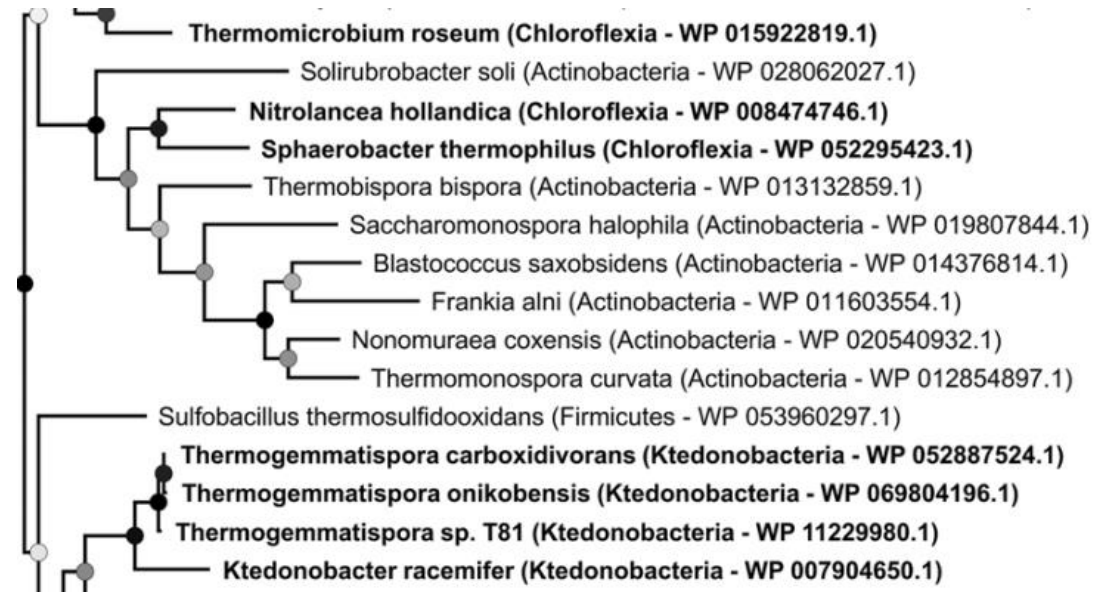 Thermomicrobium roseum (Chloroflexia - WP 015922819.1)
Solirubrobacter soli (Actinobacteria - WP 028062027.1)
Nitrolancea hollandica (Chloroflexia - WP 008474746.1)
Sphaerobacter thermophilus (Chloroflexia - WP 052295423.1)
Thermobispora bispora (Actinobacteria - WP 013132859.1)
Saccharomonospora halophila (Actinobacteria - WP 019807844.1)
Blastococcus saxobsidens (Actinobacteria - WP 014376814.1)
Frankia alni (Actinobacteria - WP 011603554.1)
Nonomuraea coxensis (Actinobacteria - WP 020540932.1)
Thermomonospora curvata (Actinobacteria - WP 012854897.1)
Sulfobacillus thermosulfidooxidans (Firmicutes - WP 053960297.1)
Thermogemmatispora carboxidivorans (Ktedonobacteria - WP 052887524.1)
Thermogemmatispora onikobensis (Ktedonobacteria - WP 069804196.1)
Thermogemmatispora sp. T81 (Ktedonobacteria - WP 11229980.1)
Ktedonobacter racemifer (Ktedonobacteria - WP 007904650.1)